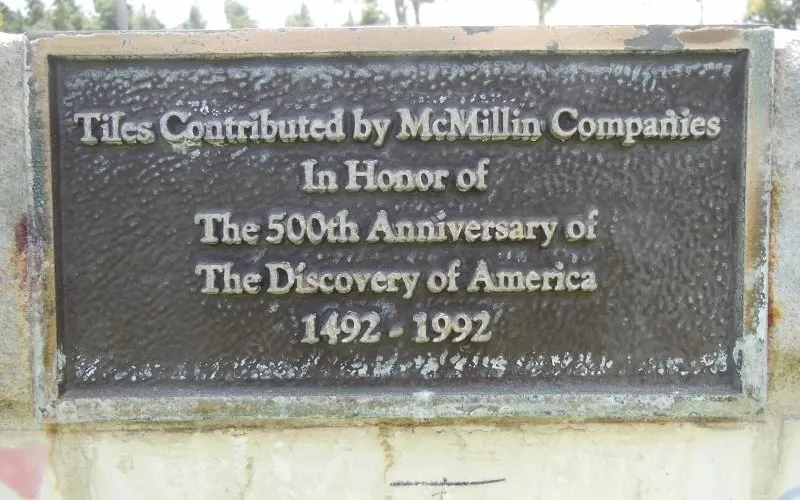 Tiles Contributed by McMillin Companies
In Honor of
The 500th Anniversary of
The Discovery of America
1492 - 1992